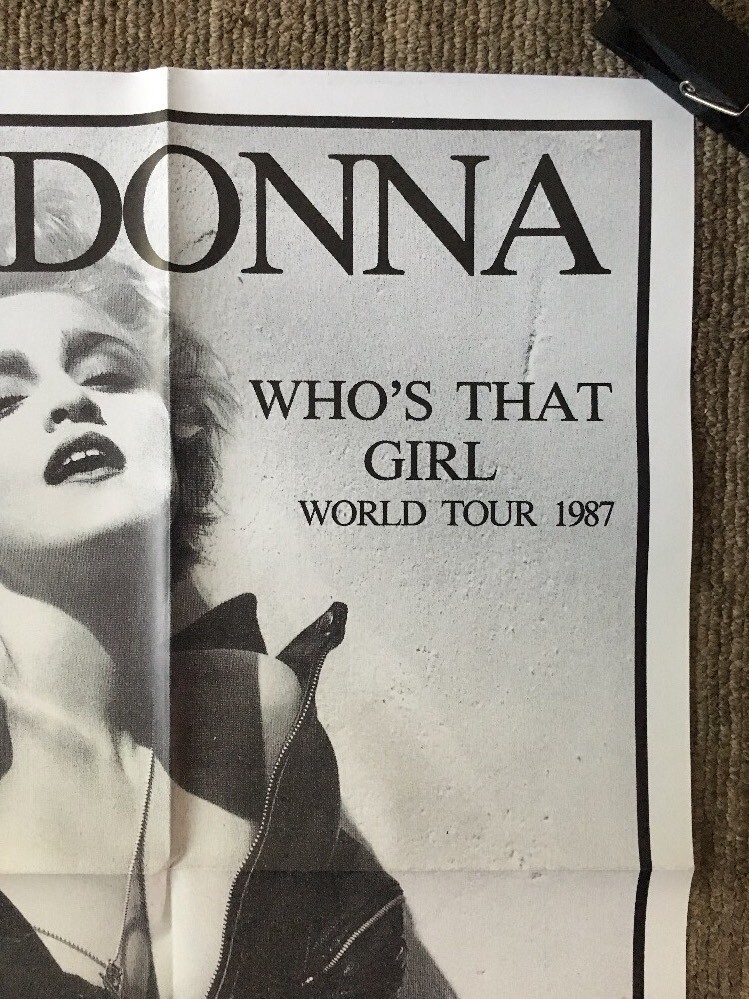 DONNA
WHO'S THAT
GIRL
WORLD TOUR 1987